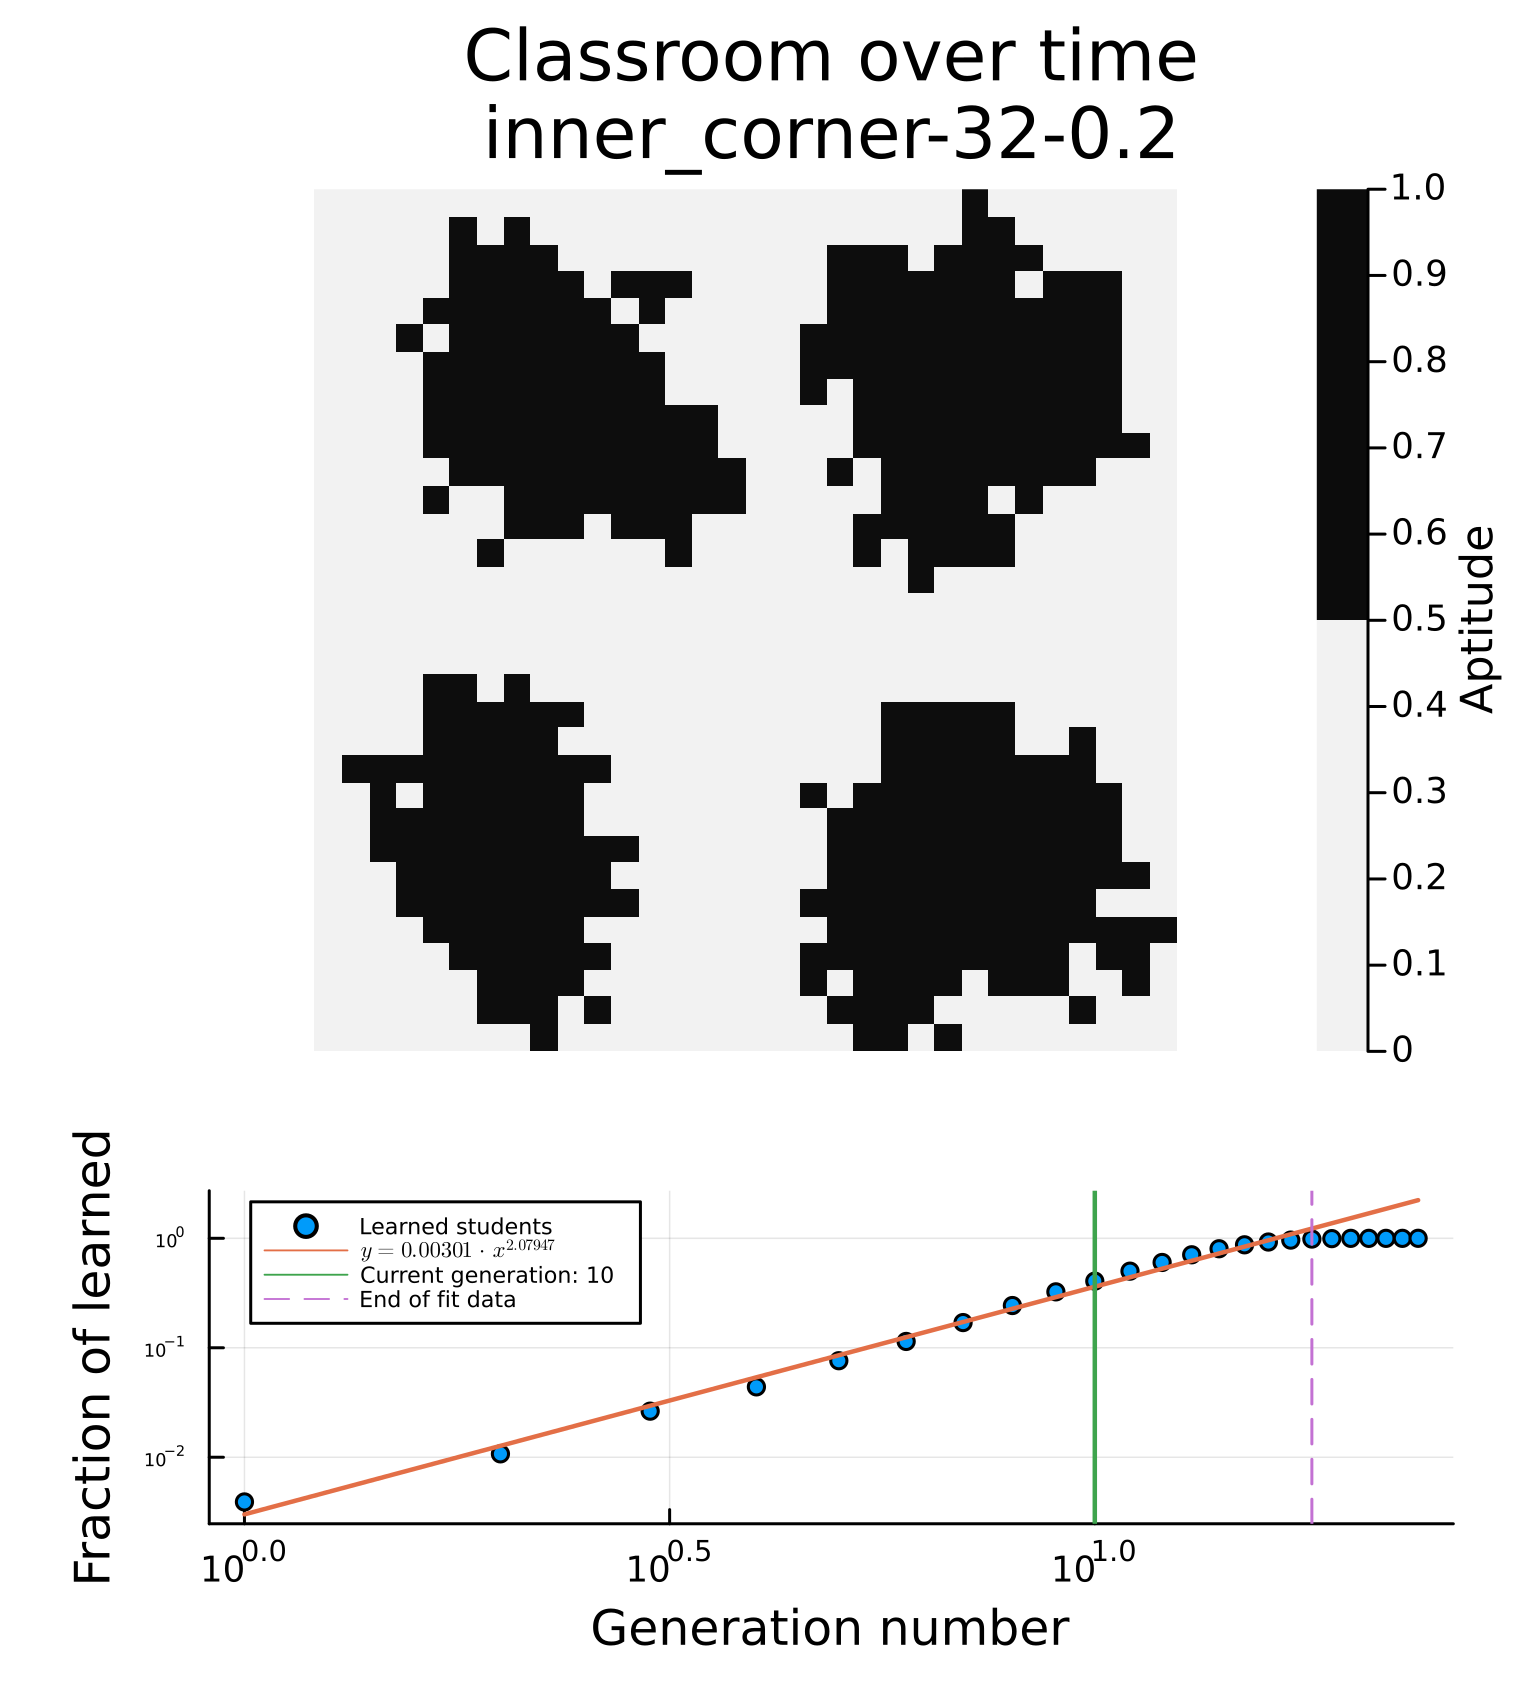 Classroom over time
inner_corner-32-0.2
1.0
0.9
0.8
0.7
0.6
0.5
0.4
0.3
0.2
0.1
0
Aptitude
Fraction of learned
10^0
10^−1
10^−2
Learned students
y = 0.00301 · x^2.07947
Current generation: 10
End of fit data
10^0.0
10^0.5
10^1.0
Generation number